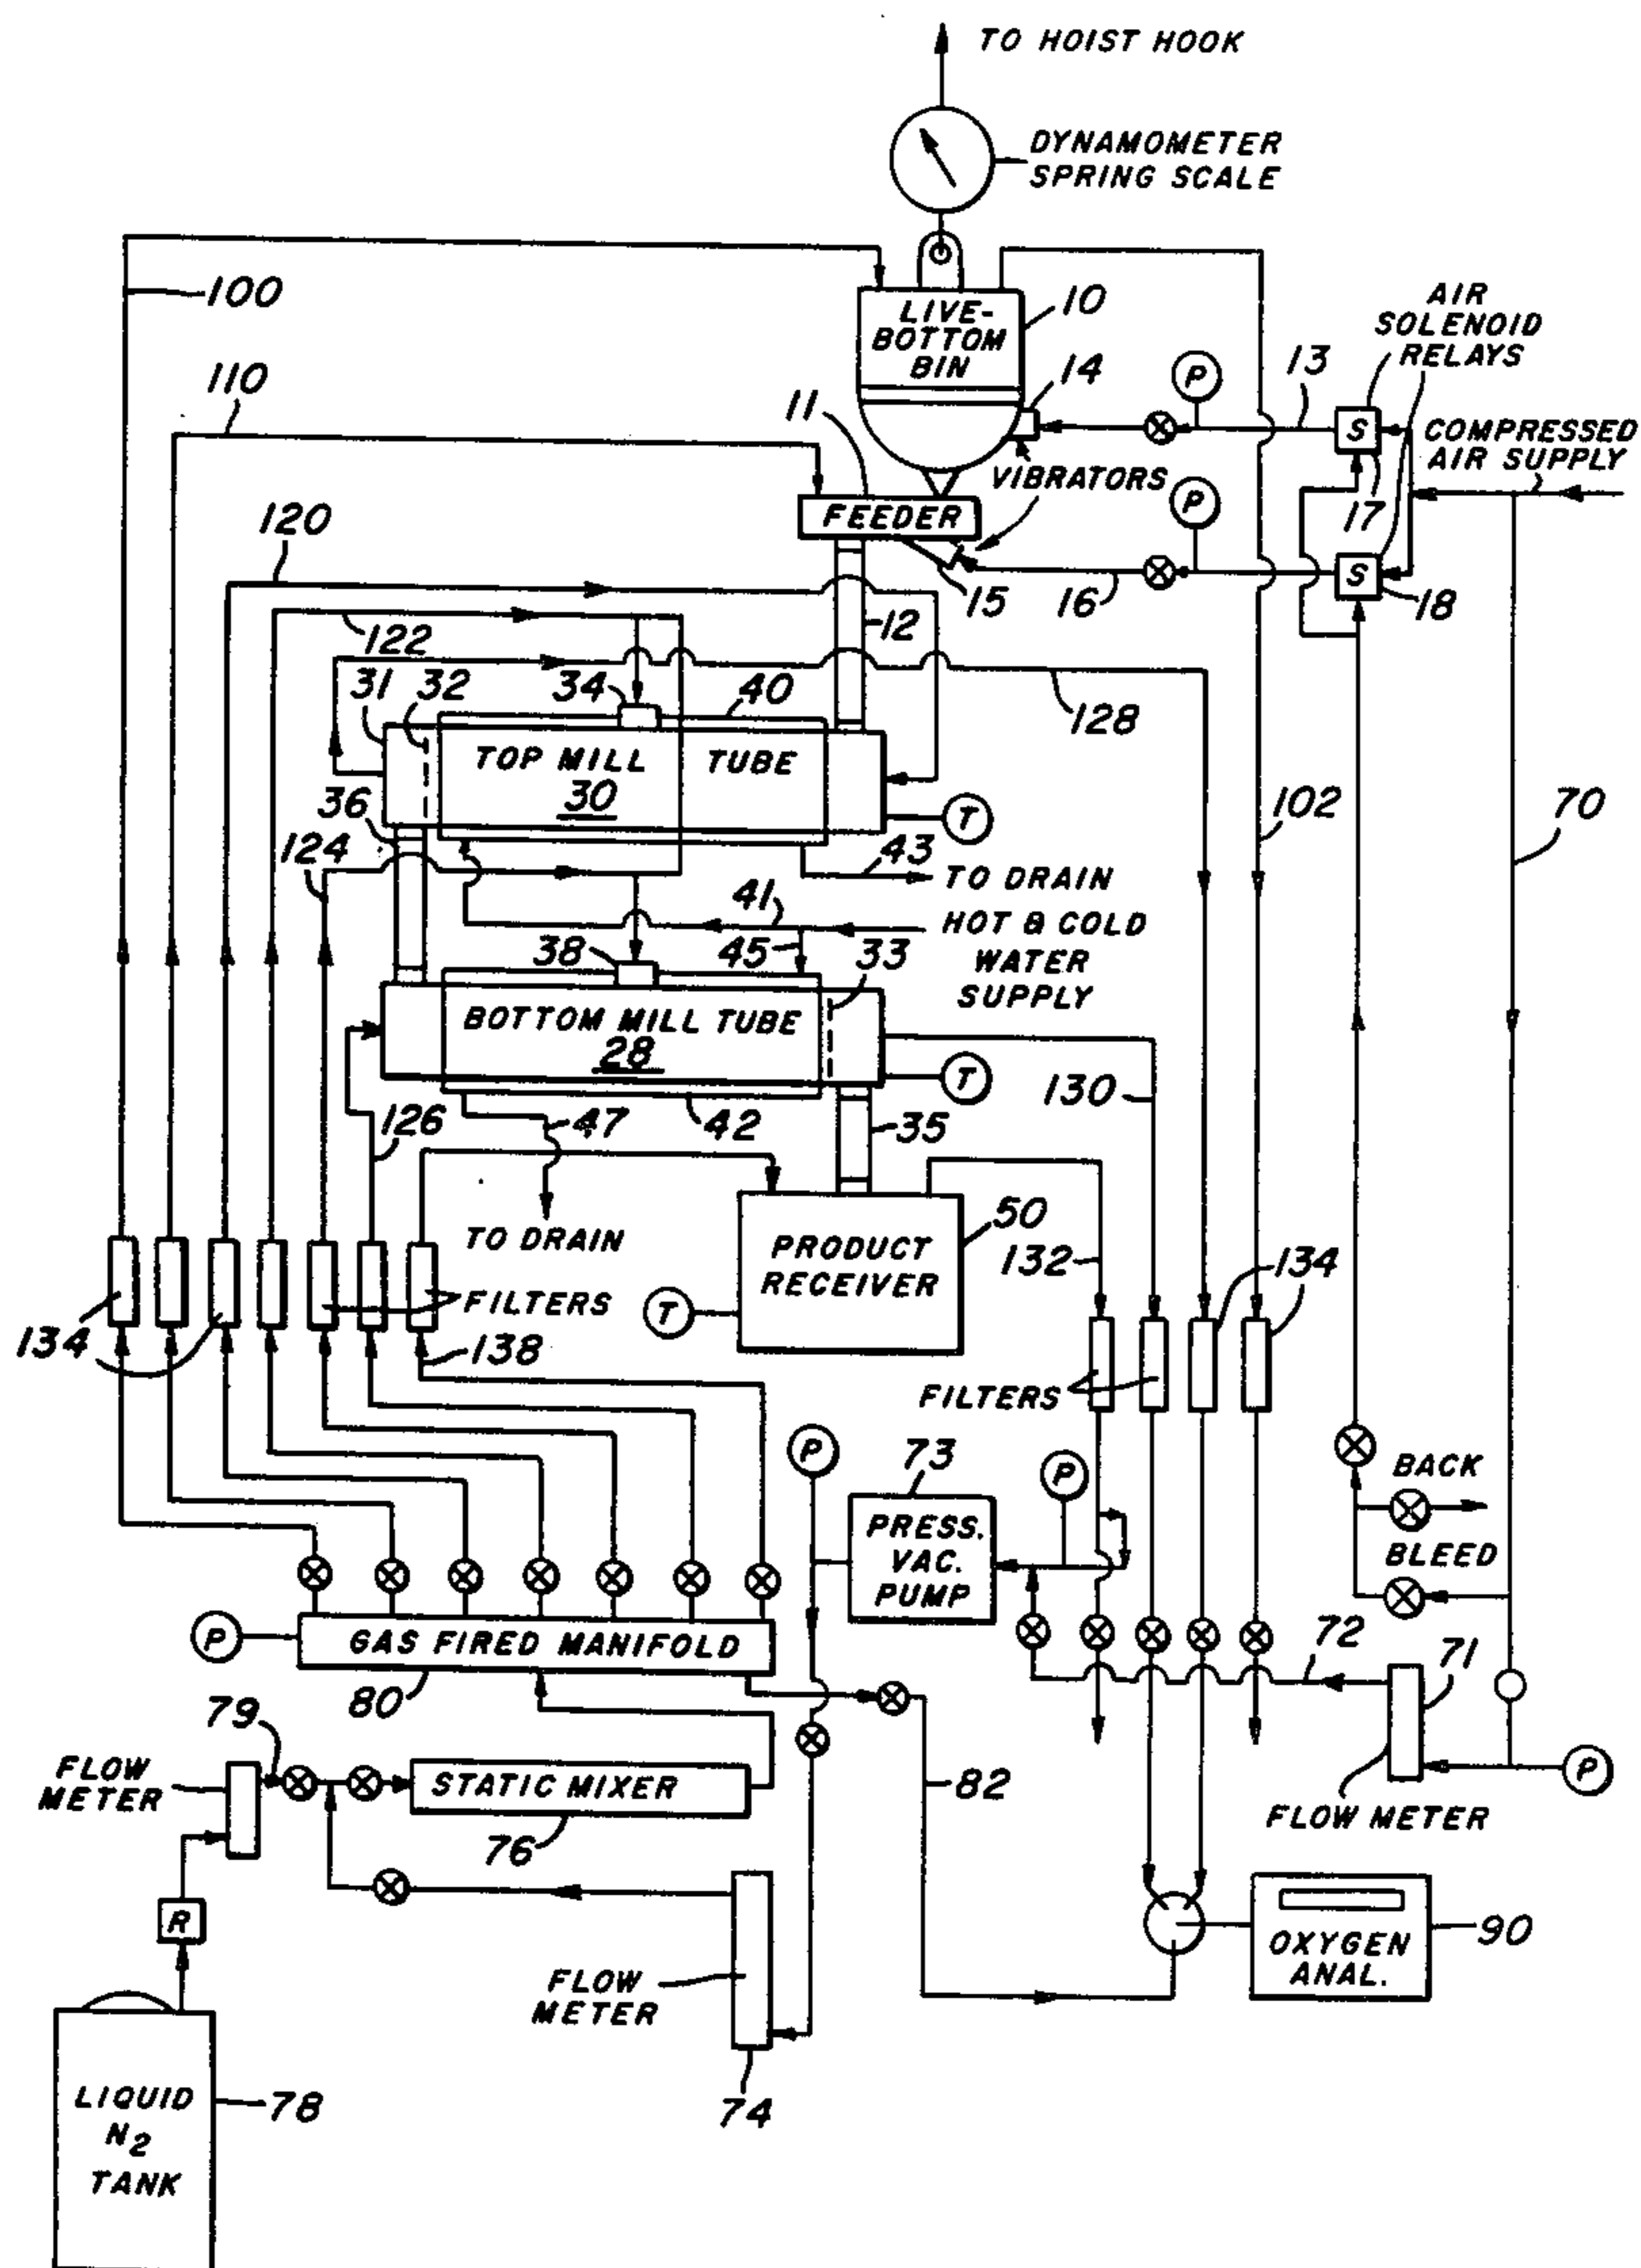 TO HOIST HOOK
DYNAMOMETER
SPRING SCALE
100
LIVE-
BOTTOM
BIN
10
AIR
SOLENOID
RELAYS
110
11
14
P
13
S
COMPRESSED
AIR SUPPLY
VIBRATORS
17
P
FEEDER
120
15
16
S
18
12
122
31
32
34
40
128
TOP MILL TUBE
30
T
102
70
36
124
43
TO DRAIN
41
HOT & COLD
WATER
SUPPLY
45
38
33
BOTTOM MILL TUBE
28
T
130
42
126
47
35
TO DRAIN
50
132
PRODUCT
RECEIVER
134
FILTERS
T
134
138
FILTERS
P
73
P
BACK
PRESS.
VAC.
PUMP
BLEED
P
GAS FIRED MANIFOLD
72
71
80
79
FLOW
METER
STATIC MIXER
82
P
FLOW METER
76
R
OXYGEN
ANAL.
90
FLOW
METER
74
LIQUID
N2
TANK
78